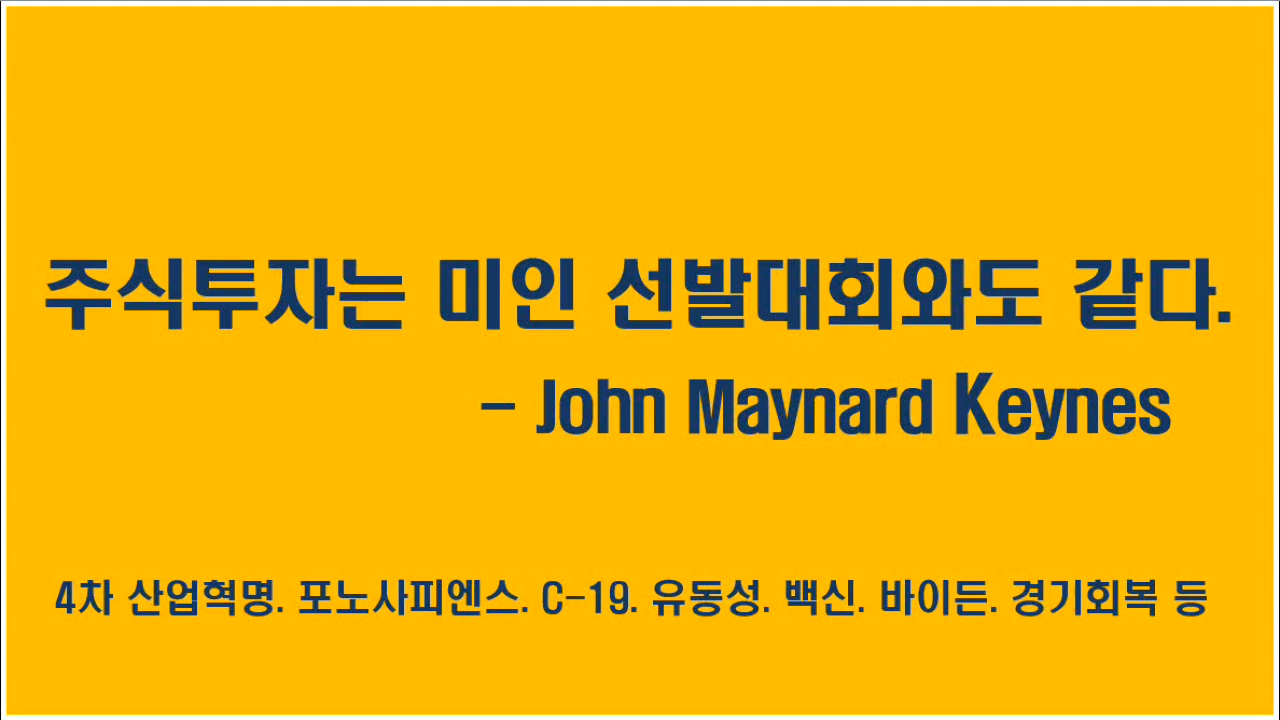 주식투자는 미인 선발대회와도 같다.
- John Maynard Keynes
4차 산업혁명. 포노사피엔스. C-19. 유동성. 백신. 바이든. 경기회복 등